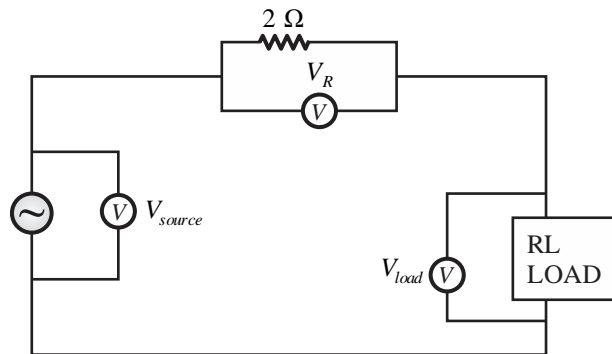 2 Ω
V_R
V
V
V_source
V_load
V
RL
LOAD